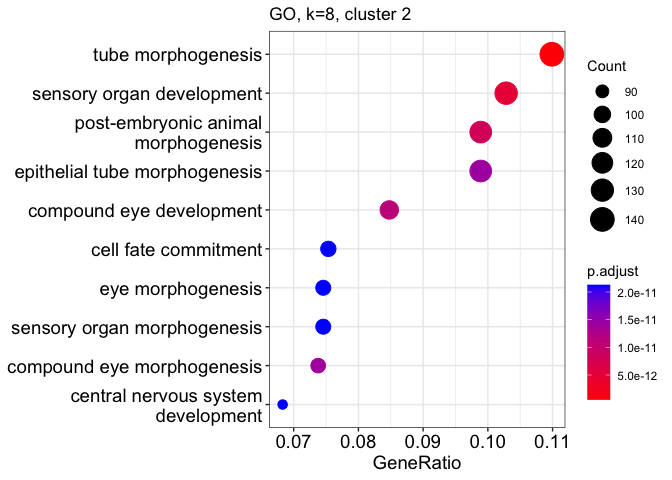 GO, k=8, cluster 2
tube morphogenesis
sensory organ development
post-embryonic animal
morphogenesis
epithelial tube morphogenesis
compound eye development
cell fate commitment
eye morphogenesis
sensory organ morphogenesis
compound eye morphogenesis
central nervous system
development
0.07 0.08 0.09 0.10 0.11
GeneRatio
Count
90
100
110
120
130
140
p.adjust
2.0e-11
1.5e-11
1.0e-11
5.0e-12